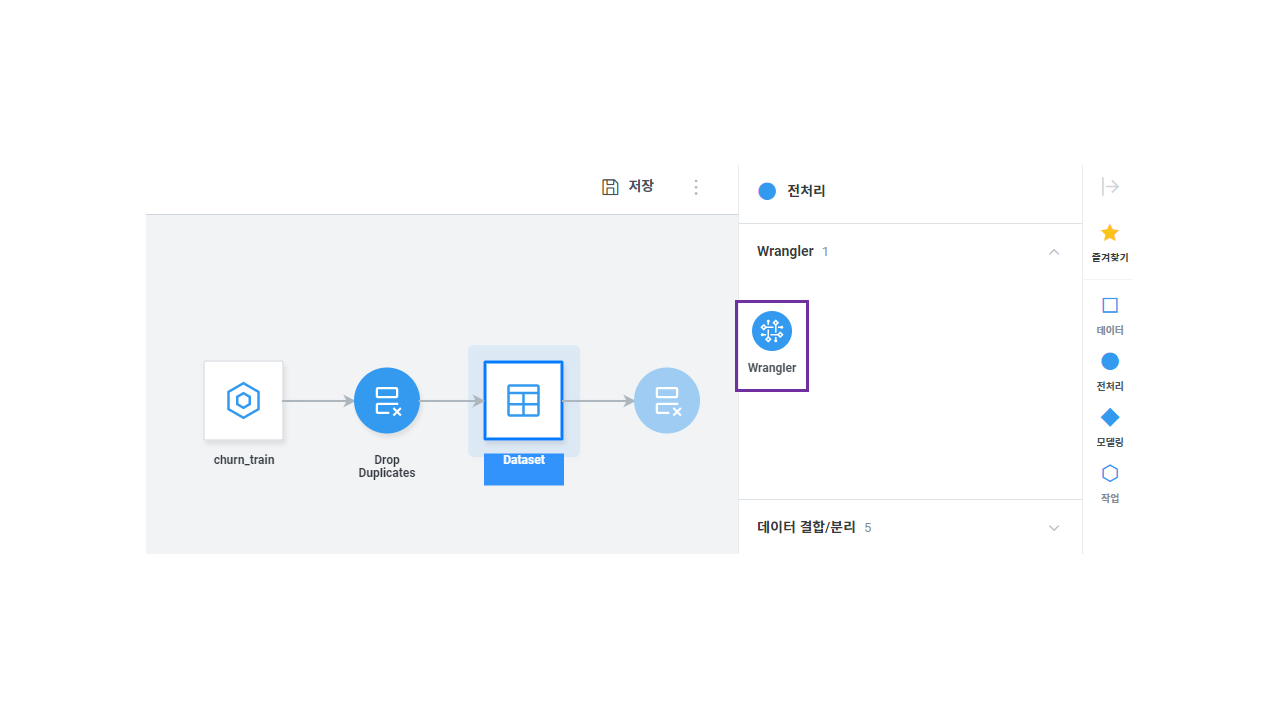 저장
전처리
Wrangler 1
Wrangler
데이터 결합/분리 5
churn_train
Drop
Duplicates
Dataset
즐겨찾기
데이터
전처리
모델링
작업